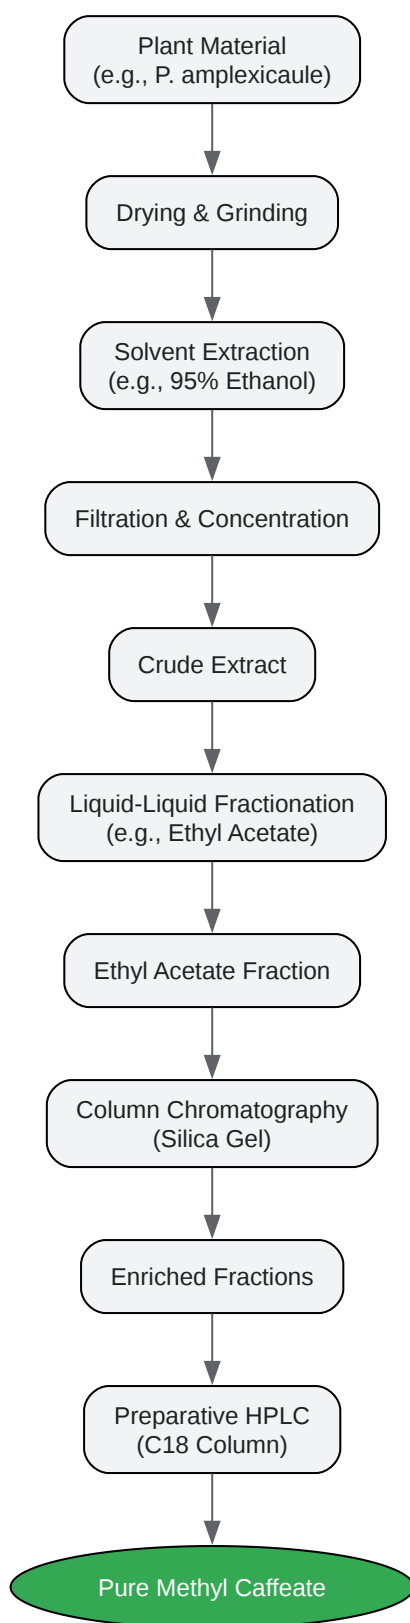 Plant Material
(e.g., P. amplexicaule)
Drying & Grinding
Solvent Extraction
(e.g., 95% Ethanol)
Filtration & Concentration
Crude Extract
Liquid-Liquid Fractionation
(e.g., Ethyl Acetate)
Ethyl Acetate Fraction
Column Chromatography
(Silica Gel)
Enriched Fractions
Preparative HPLC
(C18 Column)
Pure Methyl Caffeate